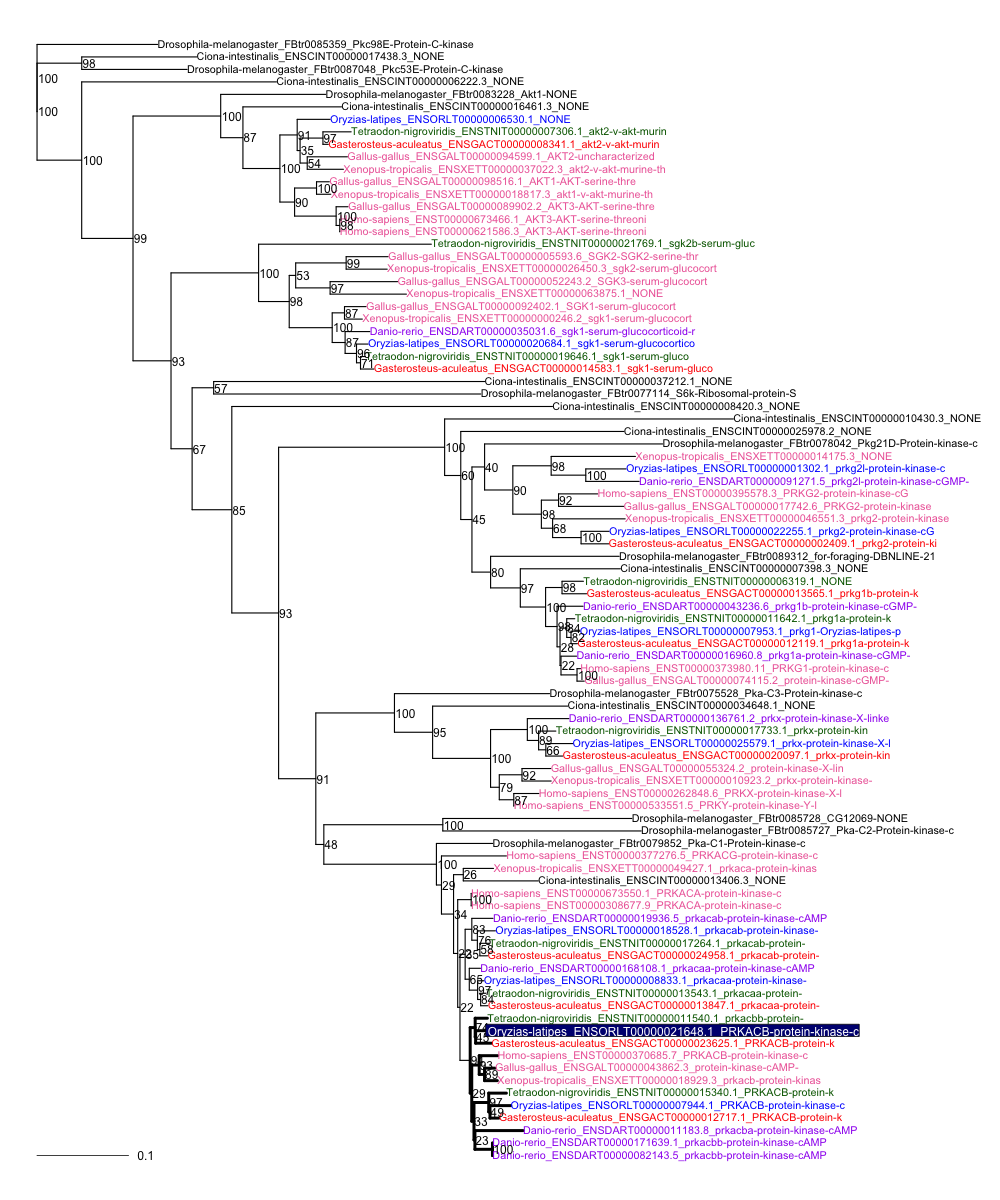 Drosophila-melanogaster_FBtr0085359_Pkc98E-Protein-C-kinase
Ciona-intestinalis_ENSCINT00000017438.3_NONE
98
Drosophila-melanogaster_FBtr0087048_Pkc53E-Protein-C-kinase
100
Ciona-intestinalis_ENSCINT00000006222.3_NONE
Drosophila-melanogaster_FBtr0083228_Akt1-NONE
Ciona-intestinalis_ENSCINT00000016461.3_NONE
100
100
Oryzias-latipes_ENSORLT00000006530.1_NONE
Tetraodon-nigroviridis_ENSTNIT00000007306.1_akt2-v-akt-murin
87
91
97
Gasterosteus-aculeatus_ENSGACT00000008341.1_akt2-v-akt-murin
35
Gallus-gallus_ENSGALT00000094599.1_AKT2-uncharacterized
100
54
Xenopus-tropicalis_ENSXETT00000037022.3_akt2-v-akt-murine-th
100
Gallus-gallus_ENSGALT00000098516.1_AKT1-AKT-serine-thre
100
Xenopus-tropicalis_ENSXETT00000018817.3_akt1-v-akt-murine-th
90
Gallus-gallus_ENSGALT00000089902.2_AKT3-AKT-serine-thre
100
Homo-sapiens_ENST00000673466.1_AKT3-AKT-serine-threoni
98
Homo-sapiens_ENST00000621586.3_AKT3-AKT-serine-threoni
99
Tetraodon-nigroviridis_ENSTNIT00000021769.1_sgk2b-serum-gluc
Gallus-gallus_ENSGALT00000005593.6_SGK2-SGK2-serine-thr
99
Xenopus-tropicalis_ENSXETT00000026450.3_sgk2-serum-glucocort
100
53
Gallus-gallus_ENSGALT00000052243.2_SGK3-serum-glucocort
97
Xenopus-tropicalis_ENSXETT00000063875.1_NONE
98
Gallus-gallus_ENSGALT00000092402.1_SGK1-serum-glucocort
87
Xenopus-tropicalis_ENSXETT00000000246.2_sgk1-serum-glucocort
100
Danio-rerio_ENSDART00000035031.6_sgk1-serum-glucocorticoid-r
87
Oryzias-latipes_ENSORLT00000020684.1_sgk1-serum-glucocortico
96
Tetraodon-nigroviridis_ENSTNIT00000019646.1_sgk1-serum-gluco
93
71
Gasterosteus-aculeatus_ENSGACT00000014583.1_sgk1-serum-gluco
Ciona-intestinalis_ENSCINT00000037212.1_NONE
57
Drosophila-melanogaster_FBtr0077114_S6k-Ribosomal-protein-S
Ciona-intestinalis_ENSCINT00000008420.3_NONE
Ciona-intestinalis_ENSCINT00000010430.3_NONE
67
Ciona-intestinalis_ENSCINT00000025978.2_NONE
100
Drosophila-melanogaster_FBtr0078042_Pkg21D-Protein-kinase-c
Xenopus-tropicalis_ENSXETT00000014175.3_NONE
40
98
Oryzias-latipes_ENSORLT00000001302.1_prkg2l-protein-kinase-c
60
100
Danio-rerio_ENSDART00000091271.5_prkg2l-protein-kinase-cGMP-
90
Homo-sapiens_ENST00000395578.3_PRKG2-protein-kinase-cG
92
Gallus-gallus_ENSGALT00000017742.6_PRKG2-protein-kinase
85
98
Xenopus-tropicalis_ENSXETT00000046551.3_prkg2-protein-kinase
45
68
Oryzias-latipes_ENSORLT00000022255.1_prkg2-protein-kinase-cG
100
Gasterosteus-aculeatus_ENSGACT00000002409.1_prkg2-protein-ki
Drosophila-melanogaster_FBtr0089312_for-foraging-DBNLINE-21
80
Ciona-intestinalis_ENSCINT00000007398.3_NONE
Tetraodon-nigroviridis_ENSTNIT00000006319.1_NONE
97
98
Gasterosteus-aculeatus_ENSGACT00000013565.1_prkg1b-protein-k
93
100
Danio-rerio_ENSDART00000043236.6_prkg1b-protein-kinase-cGMP-
Tetraodon-nigroviridis_ENSTNIT00000011642.1_prkg1a-protein-k
98
84
Oryzias-latipes_ENSORLT00000007953.1_prkg1-Oryzias-latipes-p
82
Gasterosteus-aculeatus_ENSGACT00000012119.1_prkg1a-protein-k
28
Danio-rerio_ENSDART00000016960.8_prkg1a-protein-kinase-cGMP-
22
Homo-sapiens_ENST00000373980.11_PRKG1-protein-kinase-c
100
Gallus-gallus_ENSGALT00000074115.2_protein-kinase-cGMP-
Drosophila-melanogaster_FBtr0075528_Pka-C3-Protein-kinase-c
100
Ciona-intestinalis_ENSCINT00000034648.1_NONE
Danio-rerio_ENSDART00000136761.2_prkx-protein-kinase-X-linke
95
100
Tetraodon-nigroviridis_ENSTNIT00000017733.1_prkx-protein-kin
89
Oryzias-latipes_ENSORLT00000025579.1_prkx-protein-kinase-X-l
66
Gasterosteus-aculeatus_ENSGACT00000020097.1_prkx-protein-kin
100
Gallus-gallus_ENSGALT00000055324.2_protein-kinase-X-lin
92
Xenopus-tropicalis_ENSXETT00000010923.2_prkx-protein-kinase-
91
79
Homo-sapiens_ENST00000262848.6_PRKX-protein-kinase-X-l
87
Homo-sapiens_ENST00000533551.5_PRKY-protein-kinase-Y-l
Drosophila-melanogaster_FBtr0085728_CG12069-NONE
100
Drosophila-melanogaster_FBtr0085727_Pka-C2-Protein-kinase-c
48
Drosophila-melanogaster_FBtr0079852_Pka-C1-Protein-kinase-c
Homo-sapiens_ENST00000377276.5_PRKACG-protein-kinase-c
100
Xenopus-tropicalis_ENSXETT00000049427.1_prkaca-protein-kinas
26
Ciona-intestinalis_ENSCINT00000013406.3_NONE
29
Homo-sapiens_ENST00000673550.1_PRKACA-protein-kinase-c
100
Homo-sapiens_ENST00000308677.9_PRKACA-protein-kinase-c
34
Danio-rerio_ENSDART00000019936.5_prkacab-protein-kinase-cAMP
83
Oryzias-latipes_ENSORLT00000018528.1_prkacab-protein-kinase-
76
Tetraodon-nigroviridis_ENSTNIT00000017264.1_prkacab-protein-
58
Gasterosteus-aculeatus_ENSGACT00000024958.1_prkacab-protein-
Danio-rerio_ENSDART00000168108.1_prkacaa-protein-kinase-cAMP
65
Oryzias-latipes_ENSORLT00000008833.1_prkacaa-protein-kinase-
97
Tetraodon-nigroviridis_ENSTNIT00000013543.1_prkacaa-protein-
84
Gasterosteus-aculeatus_ENSGACT00000013847.1_prkacaa-protein-
22
Tetraodon-nigroviridis_ENSTNIT00000011540.1_prkacbb-protein-
Oryzias-latipes_ENSORLT00000021648.1_PRKACB-protein-kinase-c
Gasterosteus-aculeatus_ENSGACT00000023625.1_PRKACB-protein-k
Homo-sapiens_ENST00000370685.7_PRKACB-protein-kinase-c
Gallus-gallus_ENSGALT00000043862.3_protein-kinase-cAMP-
Xenopus-tropicalis_ENSXETT00000018929.3_prkacb-protein-kinas
29
Tetraodon-nigroviridis_ENSTNIT00000015340.1_PRKACB-protein-k
97
Oryzias-latipes_ENSORLT00000007944.1_PRKACB-protein-kinase-c
49
Gasterosteus-aculeatus_ENSGACT00000012717.1_PRKACB-protein-k
33
Danio-rerio_ENSDART00000011183.8_prkacba-protein-kinase-cAMP
23
Danio-rerio_ENSDART00000171639.1_prkacbb-protein-kinase-cAMP
100
Danio-rerio_ENSDART00000082143.5_prkacbb-protein-kinase-cAMP
0.1